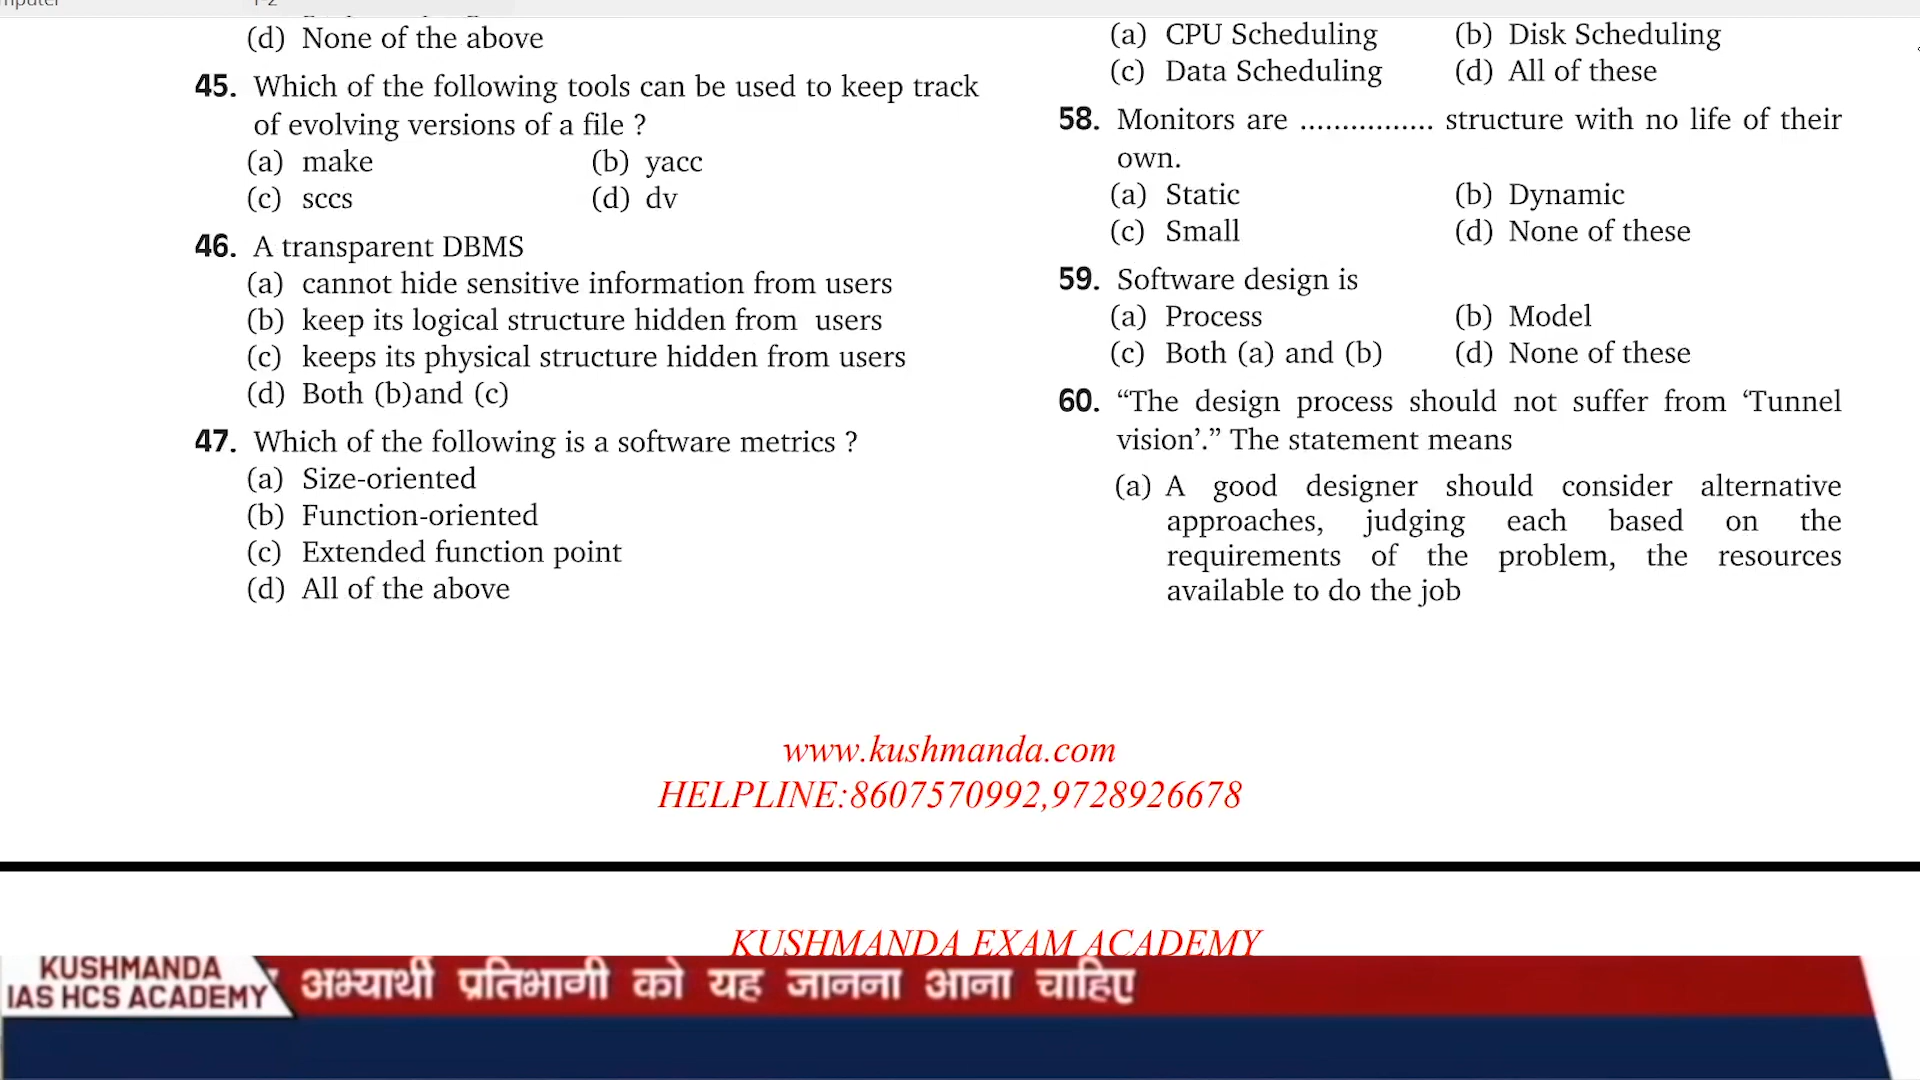 1-2
(d) None of the above
45. Which of the following tools can be used to keep track
of evolving versions of a file ?
(a) make (b) yacc
(c) sccs (d) dv
46. A transparent DBMS
(a) cannot hide sensitive information from users
(b) keep its logical structure hidden from users
(c) keeps its physical structure hidden from users
(d) Both (b)and (c)
47. Which of the following is a software metrics ?
(a) Size-oriented
(b) Function-oriented
(c) Extended function point
(d) All of the above
(a) CPU Scheduling (b) Disk Scheduling
(c) Data Scheduling (d) All of these
58. Monitors are ................ structure with no life of their
own.
(a) Static (b) Dynamic
(c) Small (d) None of these
59. Software design is
(a) Process (b) Model
(c) Both (a) and (b) (d) None of these
60. “The design process should not suffer from ‘Tunnel
vision’.” The statement means
(a) A good designer should consider alternative
approaches, judging each based on the
requirements of the problem, the resources
available to do the job
www.kushmanda.com
HELPLINE:8607570992,9728926678
KUSHMANDA EXAM ACADEMY
KUSHMANDA
IAS HCS ACADEMY
अभ्यार्थी प्रतिभागी को यह जानना आना चाहिए